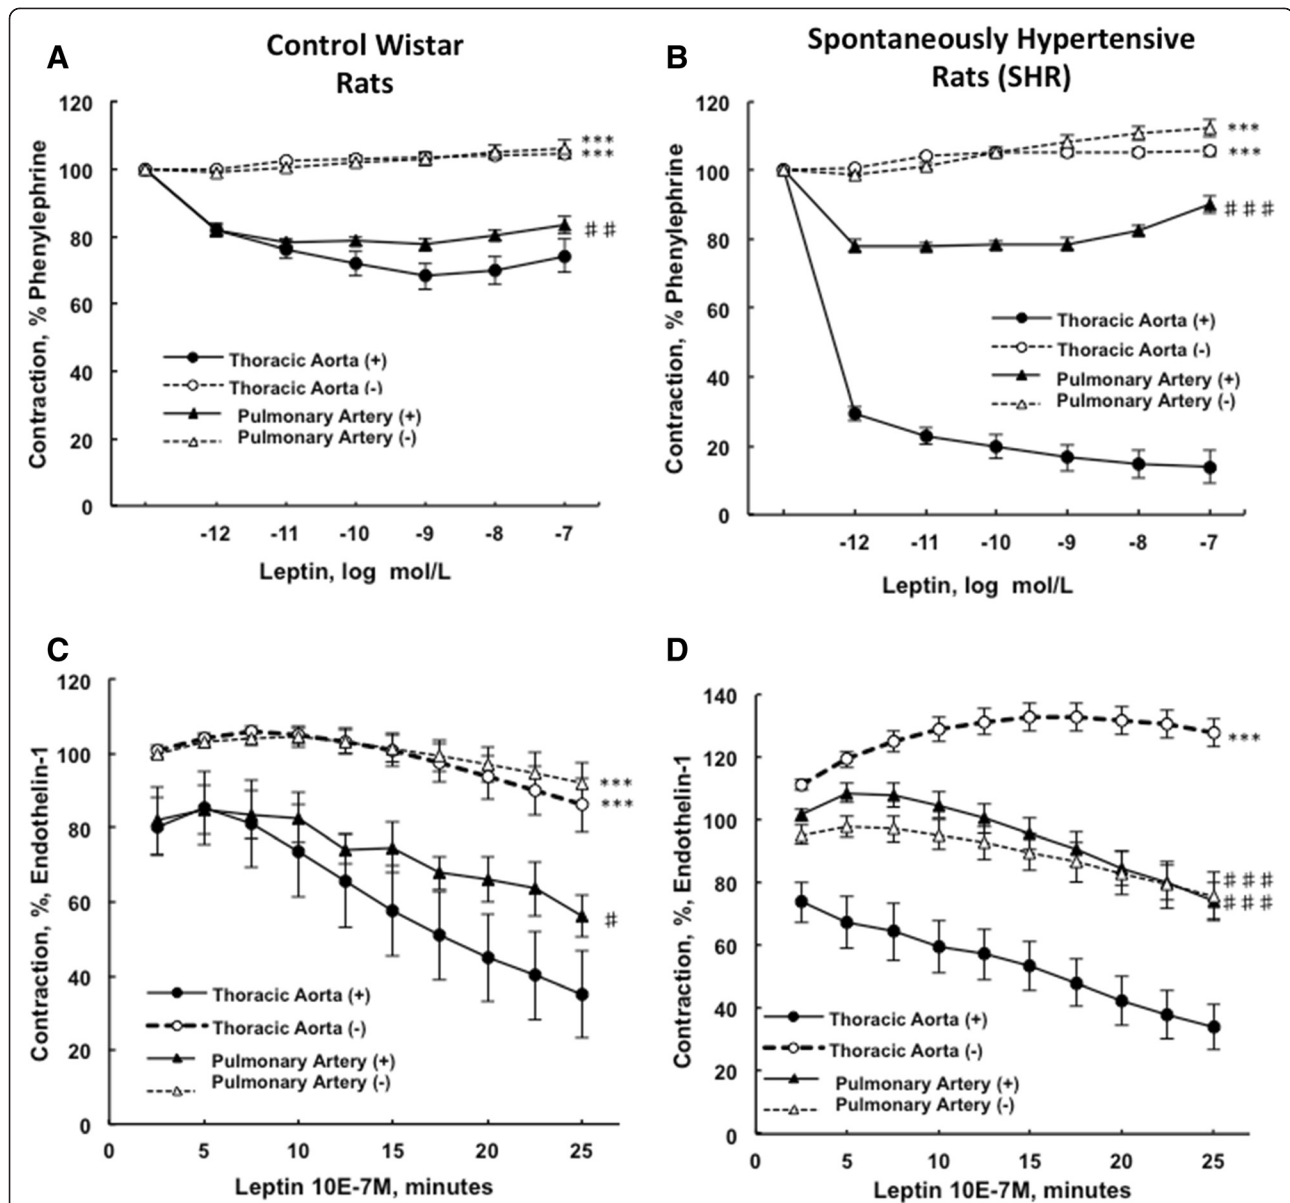 A
Control Wistar
Rats
120
100
80
60
40
20
0
Contraction, % Phenylephrine
***
***
♯♯
Thoracic Aorta (+)
Thoracic Aorta (-)
Pulmonary Artery (+)
Pulmonary Artery (-)
-12 -11 -10 -9 -8 -7
Leptin, log mol/L
B
Spontaneously Hypertensive
Rats (SHR)
120
100
80
60
40
20
0
Contraction, % Phenylephrine
***
***
♯♯♯
Thoracic Aorta (+)
Thoracic Aorta (-)
Pulmonary Artery (+)
Pulmonary Artery (-)
-12 -11 -10 -9 -8 -7
Leptin, log mol/L
C
120
100
80
60
40
20
0
Contraction, %, Endothelin-1
***
***
♯
Thoracic Aorta (+)
Thoracic Aorta (-)
Pulmonary Artery (+)
Pulmonary Artery (-)
0 5 10 15 20 25
Leptin 10E-7M, minutes
D
140
120
100
80
60
40
20
0
Contraction, %, Endothelin-1
***
♯♯♯
♯♯♯
Thoracic Aorta (+)
Thoracic Aorta (-)
Pulmonary Artery (+)
Pulmonary Artery (-)
0 5 10 15 20 25
Leptin 10E-7M, minutes